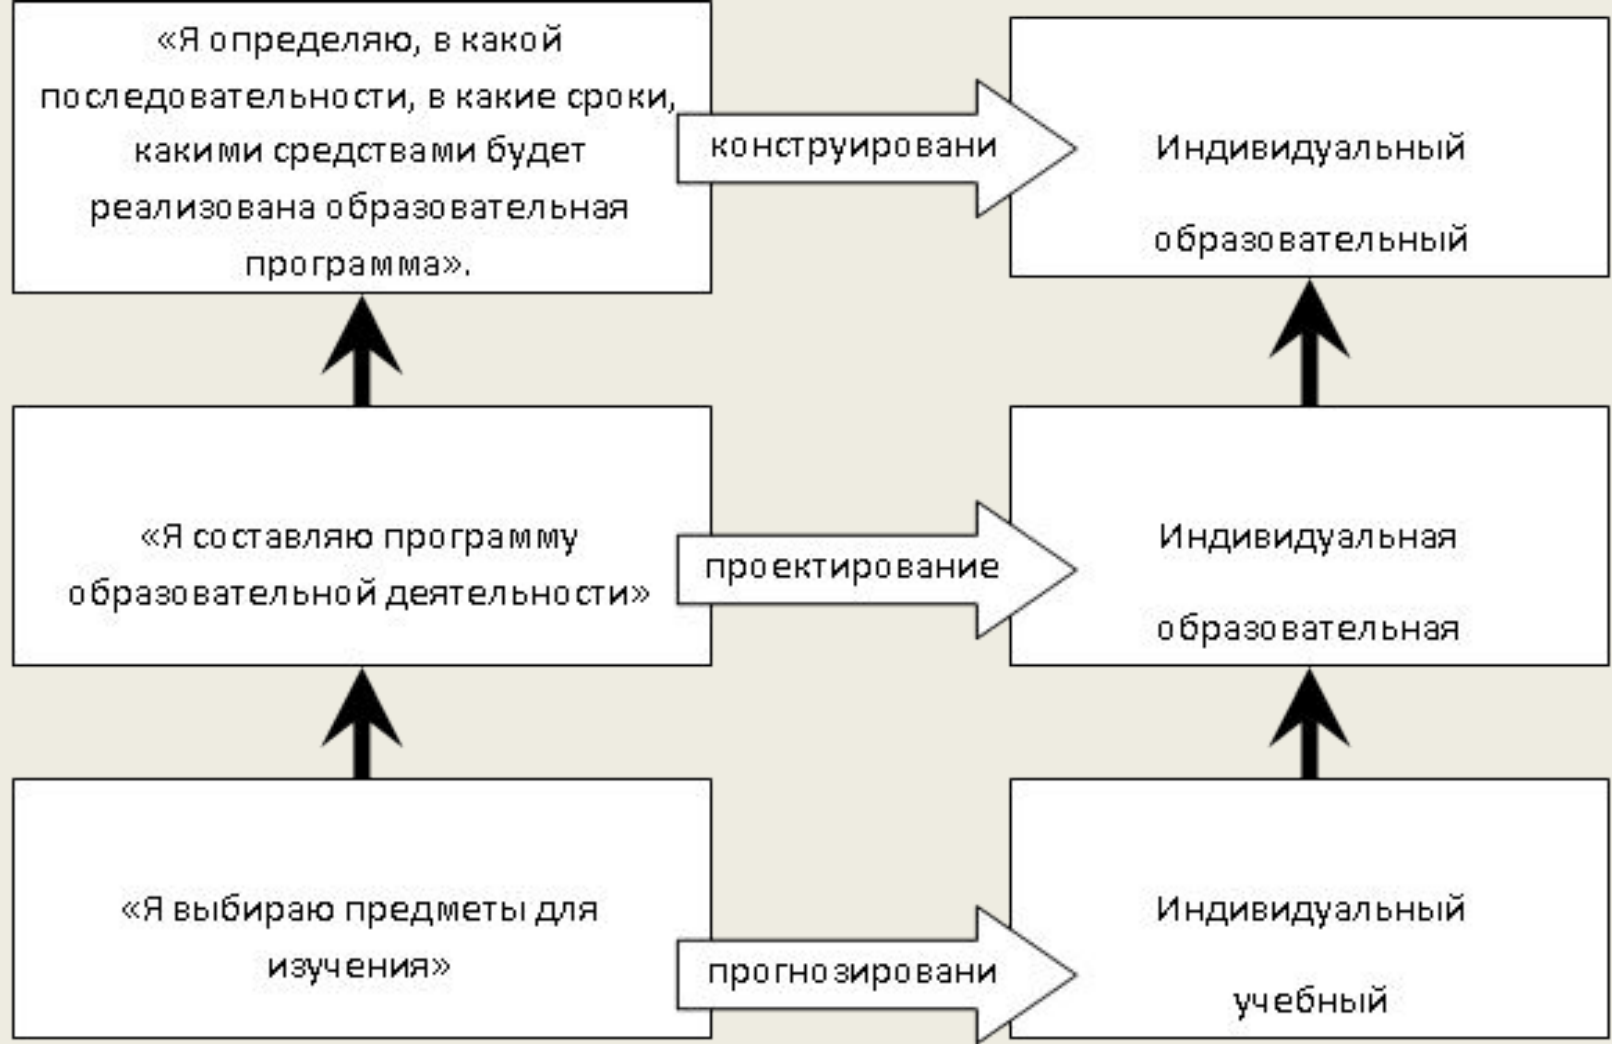 «Я определяю, в какой
последовательности, в какие сроки,
какими средствами будет
реализована образовательная
программа».
конструировани
Индивидуальный
образовательный
«Я составляю программу
образовательной деятельности»
проектирование
Индивидуальная
образовательная
«Я выбираю предметы для
изучения»
прогнозировани
Индивидуальный
учебный